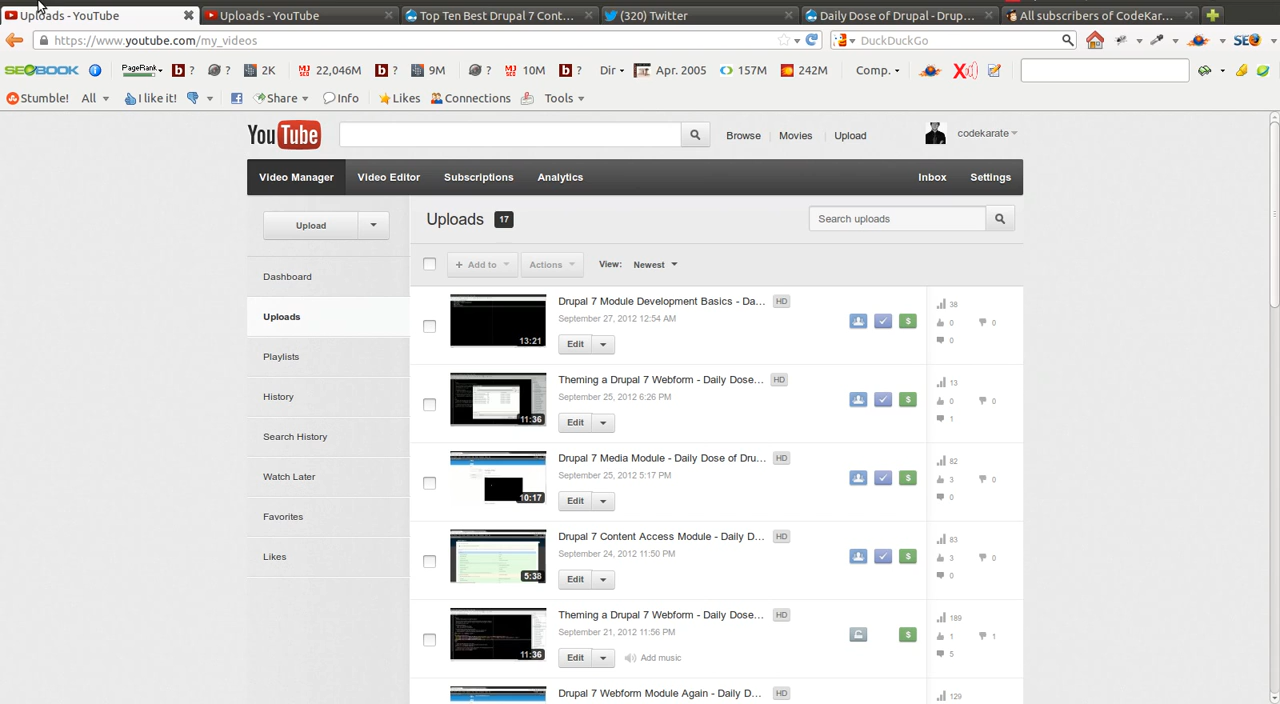 Uploads - YouTube
Uploads - YouTube
Top Ten Best Drupal 7 Cont...
(320) Twitter
Daily Dose of Drupal - Drup...
All subscribers of CodeKar...
https://www.youtube.com/my_videos
DuckDuckGo
SEO
SEOBOOK
PageRank
b ?
?
2K
MJ SEO 22,046M
b ?
9M
?
MJ SEO 10M
b ?
Dir
Apr. 2005
157M
242M
Comp.
X()
Stumble!
All
I like it!
Share
Info
Likes
Connections
Tools
YouTube
Browse
Movies
Upload
codekarate
Video Manager
Video Editor
Subscriptions
Analytics
Inbox
Settings
Upload
Uploads 17
Search uploads
+ Add to
Actions
View:
Newest
Dashboard
Uploads
Playlists
History
Search History
Watch Later
Favorites
Likes
13:21
Drupal 7 Module Development Basics - Da... HD
September 27, 2012 12:54 AM
Edit
$
38
0 0
0
11:36
Theming a Drupal 7 Webform - Daily Dose... HD
September 25, 2012 6:26 PM
Edit
$
13
0 0
1
10:17
Drupal 7 Media Module - Daily Dose of Dru... HD
September 25, 2012 5:17 PM
Edit
$
82
3 0
0
5:38
Drupal 7 Content Access Module - Daily D... HD
September 24, 2012 11:50 PM
Edit
$
83
3 0
0
11:36
Theming a Drupal 7 Webform - Daily Dose... HD
September 21, 2012 11:56 PM
Edit
Add music
$
189
1 1
5
Drupal 7 Webform Module Again - Daily D... HD
129